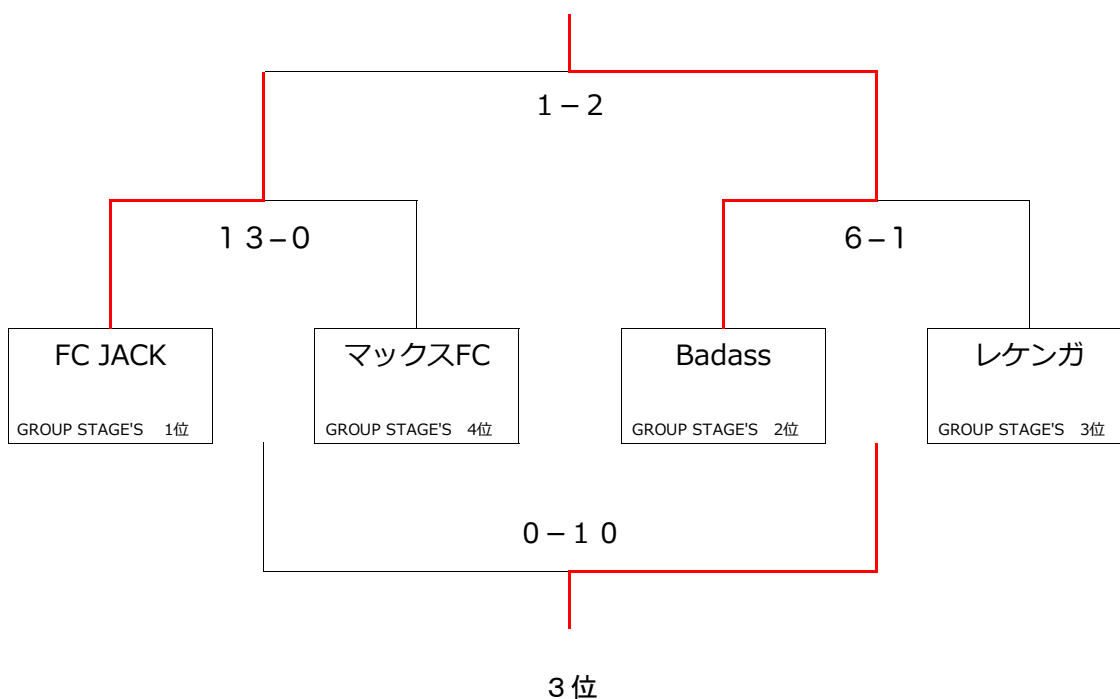 1－2
１３−０
６−１
FC JACK
マックスFC
Badass
レケンガ
GROUP STAGE'S 1位
GROUP STAGE'S 4位
GROUP STAGE'S 2位
GROUP STAGE'S 3位
0－１０
３位